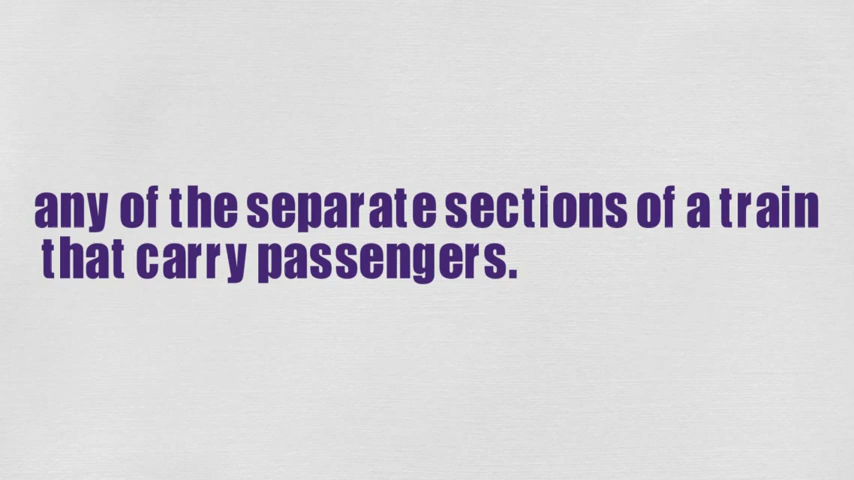 any of the separate sections of a train
that carry passengers.